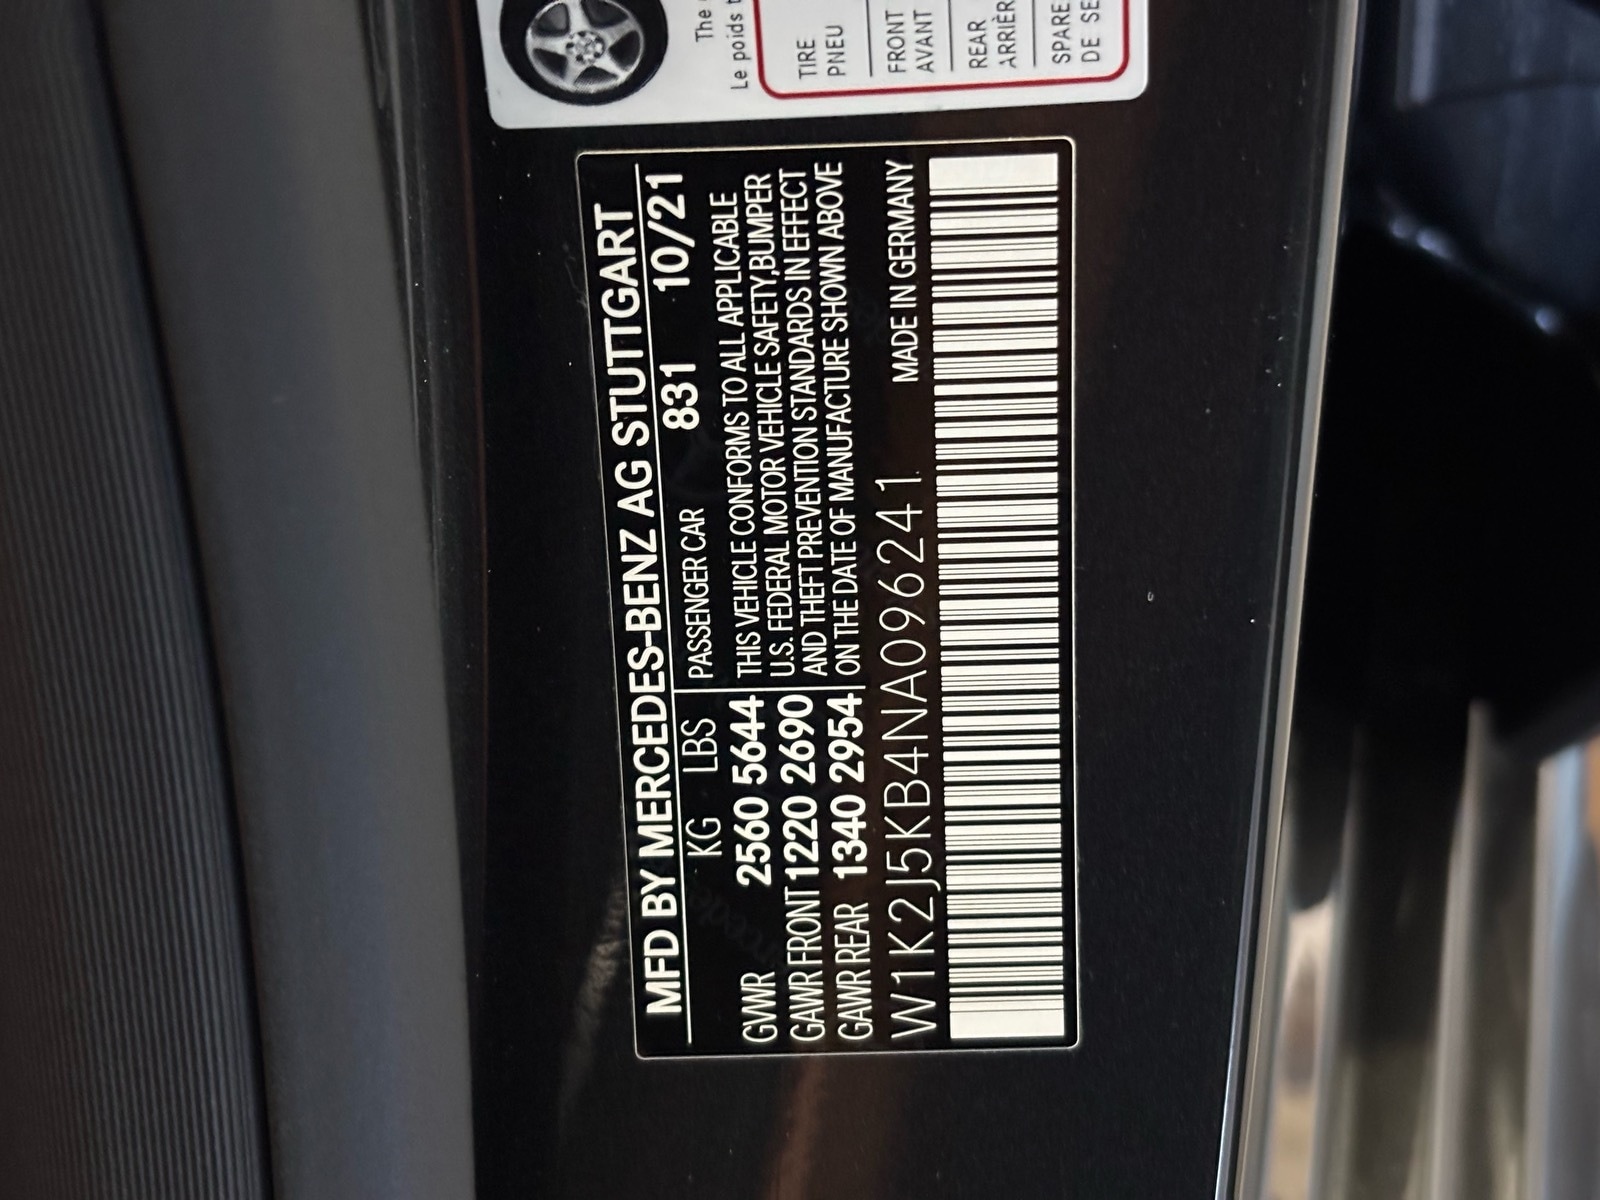 MFD BY MERCEDES-BENZ AG STUTTGART
KG LBS PASSENGER CAR 831 10/21
GVWR 2560 5644 THIS VEHICLE CONFORMS TO ALL APPLICABLE
GAWR FRONT 1220 2690 U.S. FEDERAL MOTOR VEHICLE SAFETY,BUMPER
GAWR REAR 1340 2954 AND THEFT PREVENTION STANDARDS IN EFFECT
ON THE DATE OF MANUFACTURE SHOWN ABOVE
W1K2J5KB4NA096241 MADE IN GERMANY
The
Le poids
TIRE
PNEU
FRONT
AVANT
REAR
ARRIÈR
SPARE
DE SE